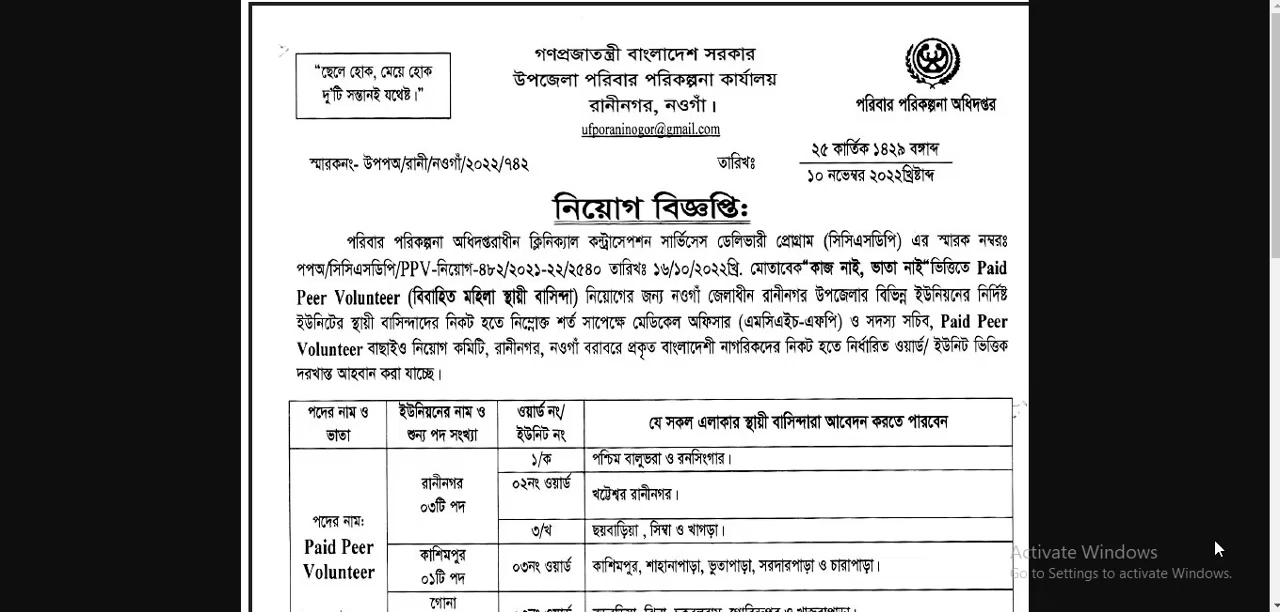 “ছেলে হোক, মেয়ে হোক
দু'টি সন্তানই যথেষ্ট।”
গণপ্রজাতন্ত্রী বাংলাদেশ সরকার
উপজেলা পরিবার পরিকল্পনা কার্যালয়
রানীনগর, নওগাঁ।
ufporaninogor@gmail.com
পরিবার পরিকল্পনা অধিদপ্তর
স্মারকনং- উপপঅ/রানী/নওগাঁ/২০২২/৭৪২
তারিখঃ
২৫ কার্তিক ১৪২৯ বঙ্গাব্দ
১০ নভেম্বর ২০২২খ্রিষ্টাব্দ
নিয়োগ বিজ্ঞপ্তি:
পরিবার পরিকল্পনা অধিদপ্তরাধীন ক্লিনিক্যাল কন্ট্রাসেপশন সার্ভিসেস ডেলিভারী প্রোগ্রাম (সিসিএসডিপি) এর স্মারক নম্বরঃ
পপঅ/সিসিএসডিপি/PPV-নিয়োগ-৪৮২/২০২১-২২/২৫৪০ তারিখঃ ১৬/১০/২০২২খ্রি. মোতাবেক“কাজ নাই, ভাতা নাই“ভিত্তিতে Paid
Peer Volunteer (বিবাহিত মহিলা স্থায়ী বাসিন্দা) নিয়োগের জন্য নওগাঁ জেলাধীন রানীনগর উপজেলার বিভিন্ন ইউনিয়নের নির্দিষ্ট
ইউনিটের স্থায়ী বাসিন্দাদের নিকট হতে নিম্নোক্ত শর্ত সাপেক্ষে মেডিকেল অফিসার (এমসিএইচ-এফপি) ও সদস্য সচিব, Paid Peer
Volunteer বাছাইও নিয়োগ কমিটি, রানীনগর, নওগাঁ বরাবরে প্রকৃত বাংলাদেশী নাগরিকদের নিকট হতে নির্ধারিত ওয়ার্ড/ ইউনিট ভিত্তিক
দরখাস্ত আহবান করা যাচ্ছে।
পদের নাম ও
ভাতা
ইউনিয়নের নাম ও
শুন্য পদ সংখ্যা
ওয়ার্ড নং/
ইউনিট নং
যে সকল এলাকার স্থায়ী বাসিন্দারা আবেদন করতে পারবেন
পদের নাম:
Paid Peer
Volunteer
রানীনগর
০৩টি পদ
১/ক
পশ্চিম বালুভরা ও রনসিংগার।
০২নং ওয়ার্ড
খট্টেশ্বর রানীনগর।
৩/খ
ছয়বাড়িয়া , সিম্বা ও খাগড়া।
কাশিমপুর
০১টি পদ
০৩নং ওয়ার্ড
কাশিমপুর, শাহানাপাড়া, ভুতাপাড়া, সরদারপাড়া ও চারাপাড়া।
গোনা
Activate Windows
Go to Settings to activate Windows.